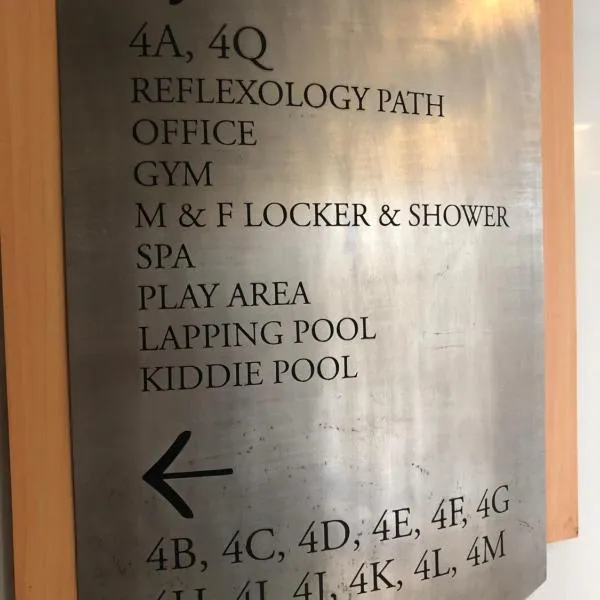 4A, 4Q
REFLEXOLOGY PATH
OFFICE
GYM
M & F LOCKER & SHOWER
SPA
PLAY AREA
LAPPING POOL
KIDDIE POOL
4B, 4C, 4D, 4E, 4F, 4G
4J, 4K, 4L, 4M